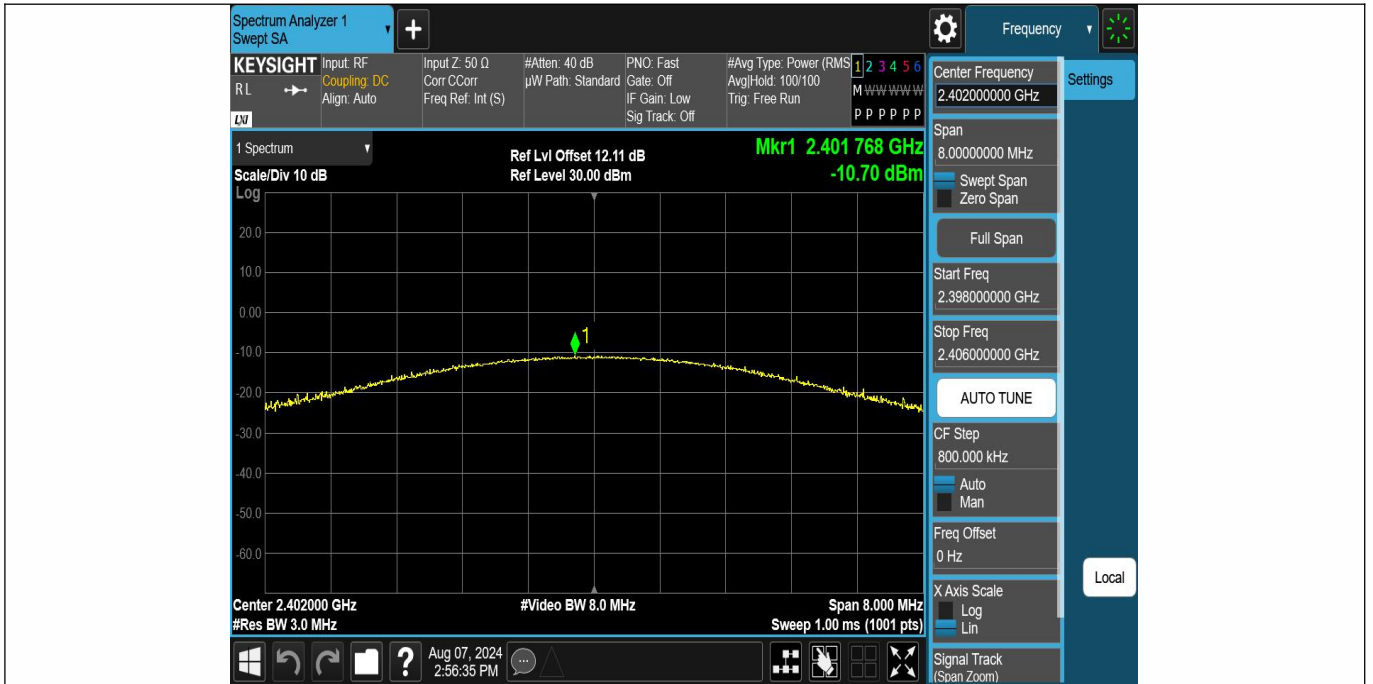 Spectrum Analyzer 1
Swept SA
+
Frequency
KEYSIGHT
RL
LXI
Input: RF
Coupling: DC
Align: Auto
Input Z: 50 Ω
Corr CCorr
Freq Ref: Int (S)
#Atten: 40 dB
µW Path: Standard
PNO: Fast
Gate: Off
IF Gain: Low
Sig Track: Off
#Avg Type: Power (RMS
Avg|Hold: 100/100
Trig: Free Run
1 2 3 4 5 6
M W W W W W
P P P P P P
1 Spectrum
Scale/Div 10 dB
Ref Lvl Offset 12.11 dB
Ref Level 30.00 dBm
Mkr1 2.401 768 GHz
-10.70 dBm
Log
20.0
10.0
0.00
-10.0
-20.0
-30.0
-40.0
-50.0
-60.0
1
Center 2.402000 GHz
#Res BW 3.0 MHz
#Video BW 8.0 MHz
Span 8.000 MHz
Sweep 1.00 ms (1001 pts)
Center Frequency
2.402000000 GHz
Settings
Span
8.00000000 MHz
Swept Span
Zero Span
Full Span
Start Freq
2.398000000 GHz
Stop Freq
2.406000000 GHz
AUTO TUNE
CF Step
800.000 kHz
Auto
Man
Freq Offset
0 Hz
X Axis Scale
Log
Lin
Local
Signal Track
(Span Zoom)
?
Aug 07, 2024
2:56:35 PM